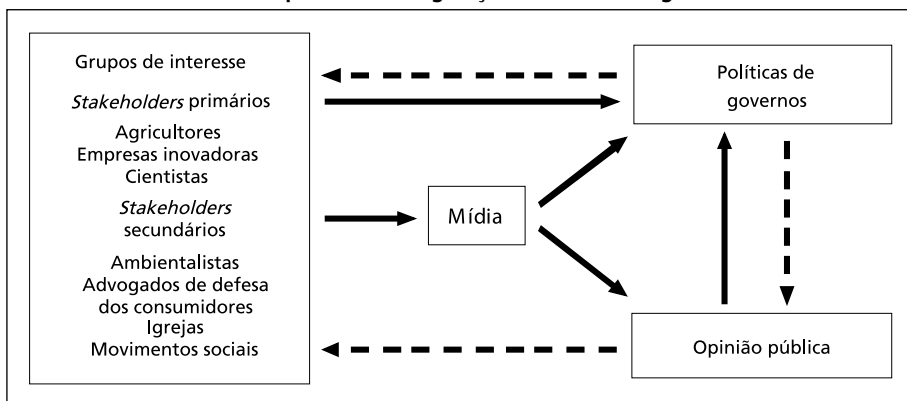 Grupos de interesse
Stakeholders primários
Agricultores
Empresas inovadoras
Cientistas
Stakeholders
secundários
Ambientalistas
Advogados de defesa
dos consumidores
Igrejas
Movimentos sociais
Mídia
Políticas de
governos
Opinião pública